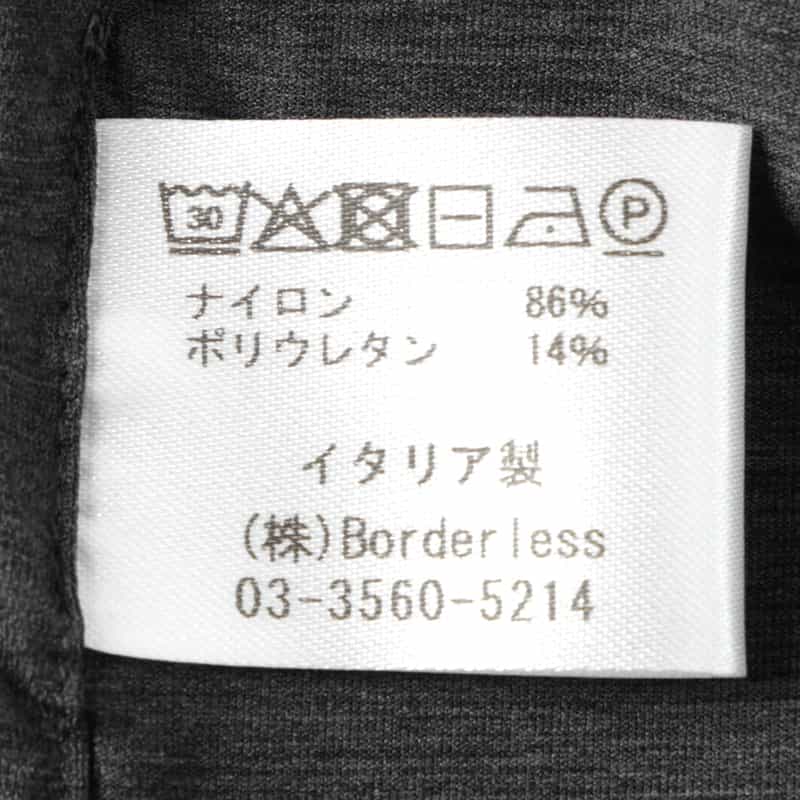 30 P
ナイロン 86%
ポリウレタン 14%
イタリア製
(株)Borderless
03-3560-5214